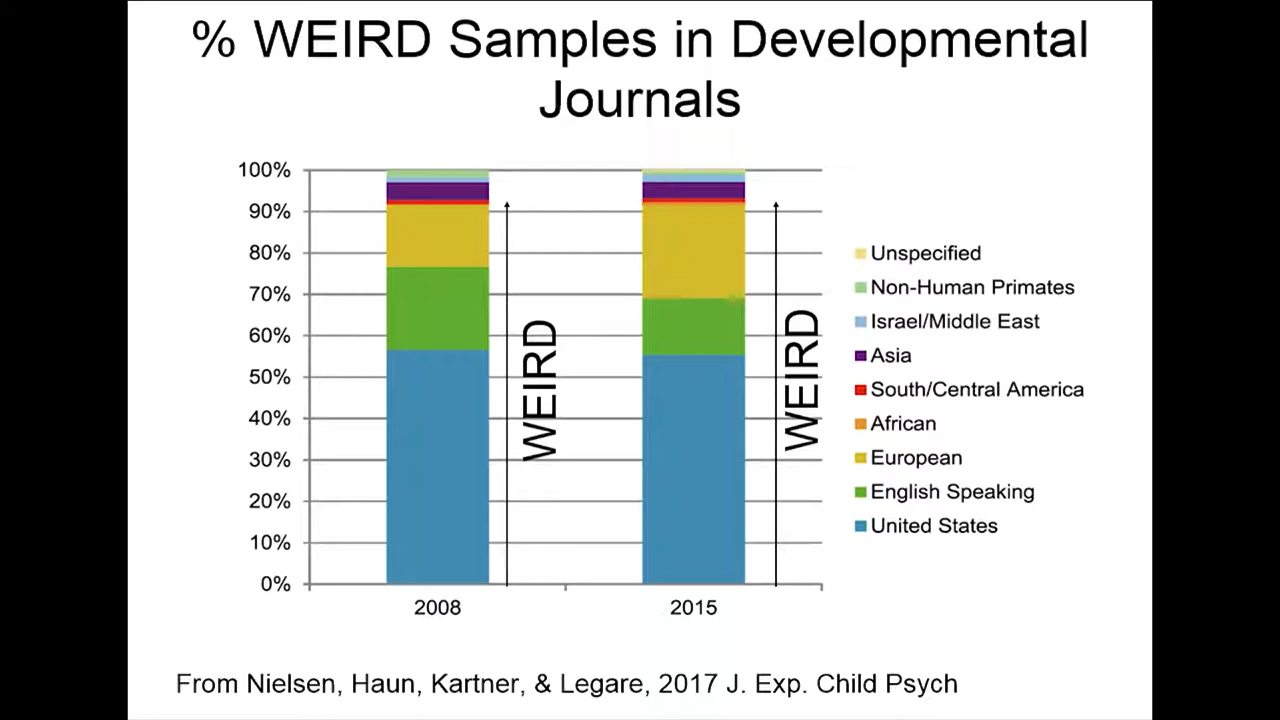 % WEIRD Samples in Developmental
Journals
100%
90%
80%
70%
60%
50%
40%
30%
20%
10%
0%
2008
2015
WEIRD
WEIRD
Unspecified
Non-Human Primates
Israel/Middle East
Asia
South/Central America
African
European
English Speaking
United States
From Nielsen, Haun, Kartner, & Legare, 2017 J. Exp. Child Psych